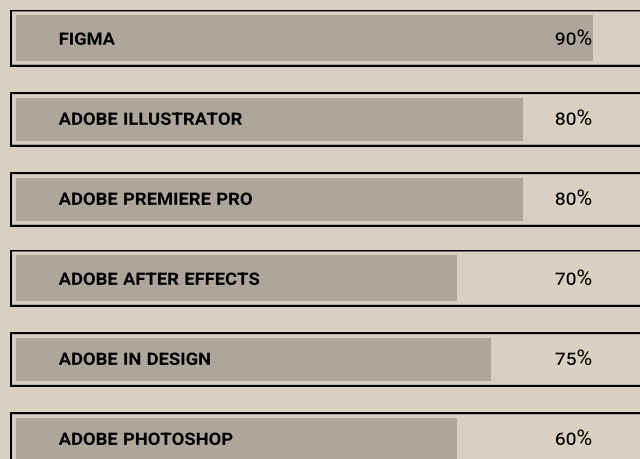 FIGMA 90%
ADOBE ILLUSTRATOR 80%
ADOBE PREMIERE PRO 80%
ADOBE AFTER EFFECTS 70%
ADOBE IN DESIGN 75%
ADOBE PHOTOSHOP 60%